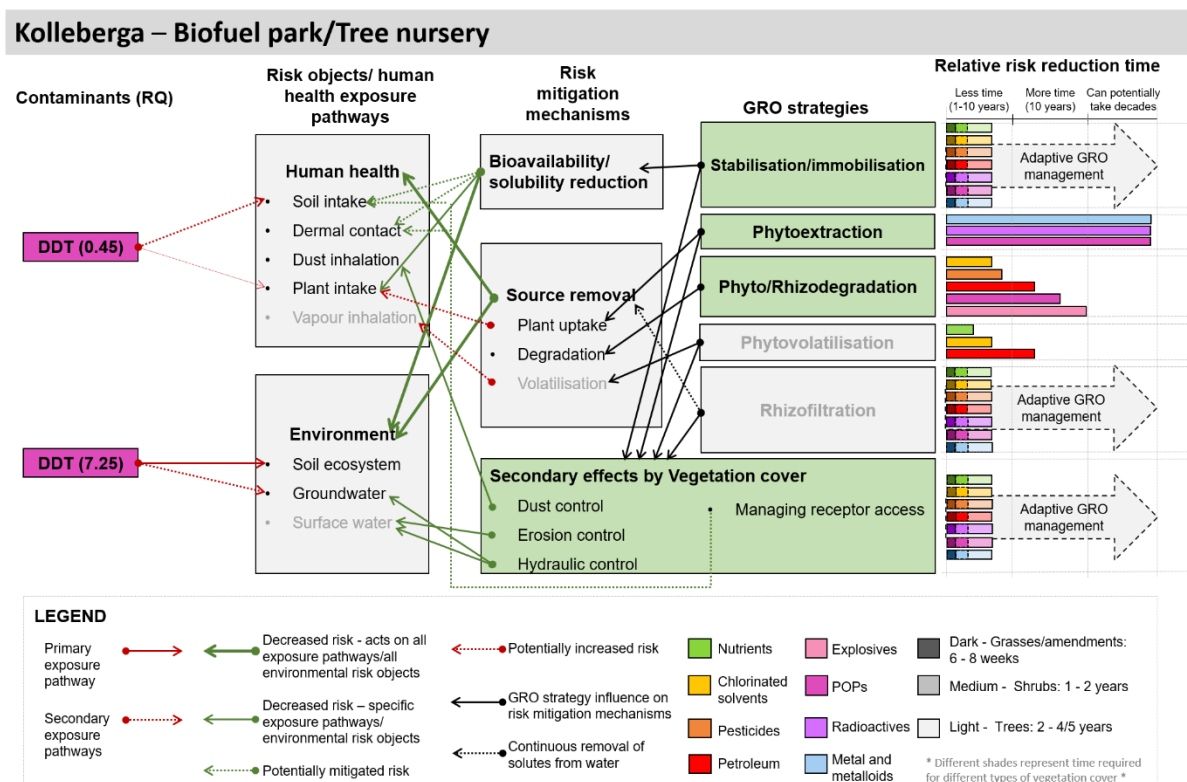 Kolleberga – Biofuel park/Tree nursery
Contaminants (RQ)
DDT (0.45)
DDT (7.25)
Risk objects/ human
health exposure
pathways
Human health
• Soil intake
• Dermal contact
• Dust inhalation
• Plant intake
• Vapour inhalation
Environment
• Soil ecosystem
• Groundwater
• Surface water
Risk
mitigation
mechanisms
Bioavailability/
solubility reduction
Source removal
• Plant uptake
• Degradation
• Volatilisation
GRO strategies
Stabilisation/immobilisation
Phytoextraction
Phyto/Rhizodegradation
Phytovolatilisation
Rhizofiltration
Secondary effects by Vegetation cover
Dust control
Erosion control
Hydraulic control
• Managing receptor access
Relative risk reduction time
Less time
(1-10 years)
More time
(10 years)
Can potentially
take decades
Adaptive GRO
management
Adaptive GRO
management
Adaptive GRO
management
LEGEND
Primary
exposure
pathway
Secondary
exposure
pathways
Decreased risk - acts on all
exposure pathways/all
environmental risk objects
Decreased risk – specific
exposure pathways/
environmental risk objects
Potentially mitigated risk
Potentially increased risk
GRO strategy influence on
risk mitigation mechanisms
Continuous removal of
solutes from water
Nutrients
Chlorinated
solvents
Pesticides
Petroleum
Explosives
POPs
Radioactives
Metal and
metalloids
Dark - Grasses/amendments:
6 - 8 weeks
Medium - Shrubs: 1 - 2 years
Light - Trees: 2 - 4/5 years
* Different shades represent time required
for different types of vegetation cover *